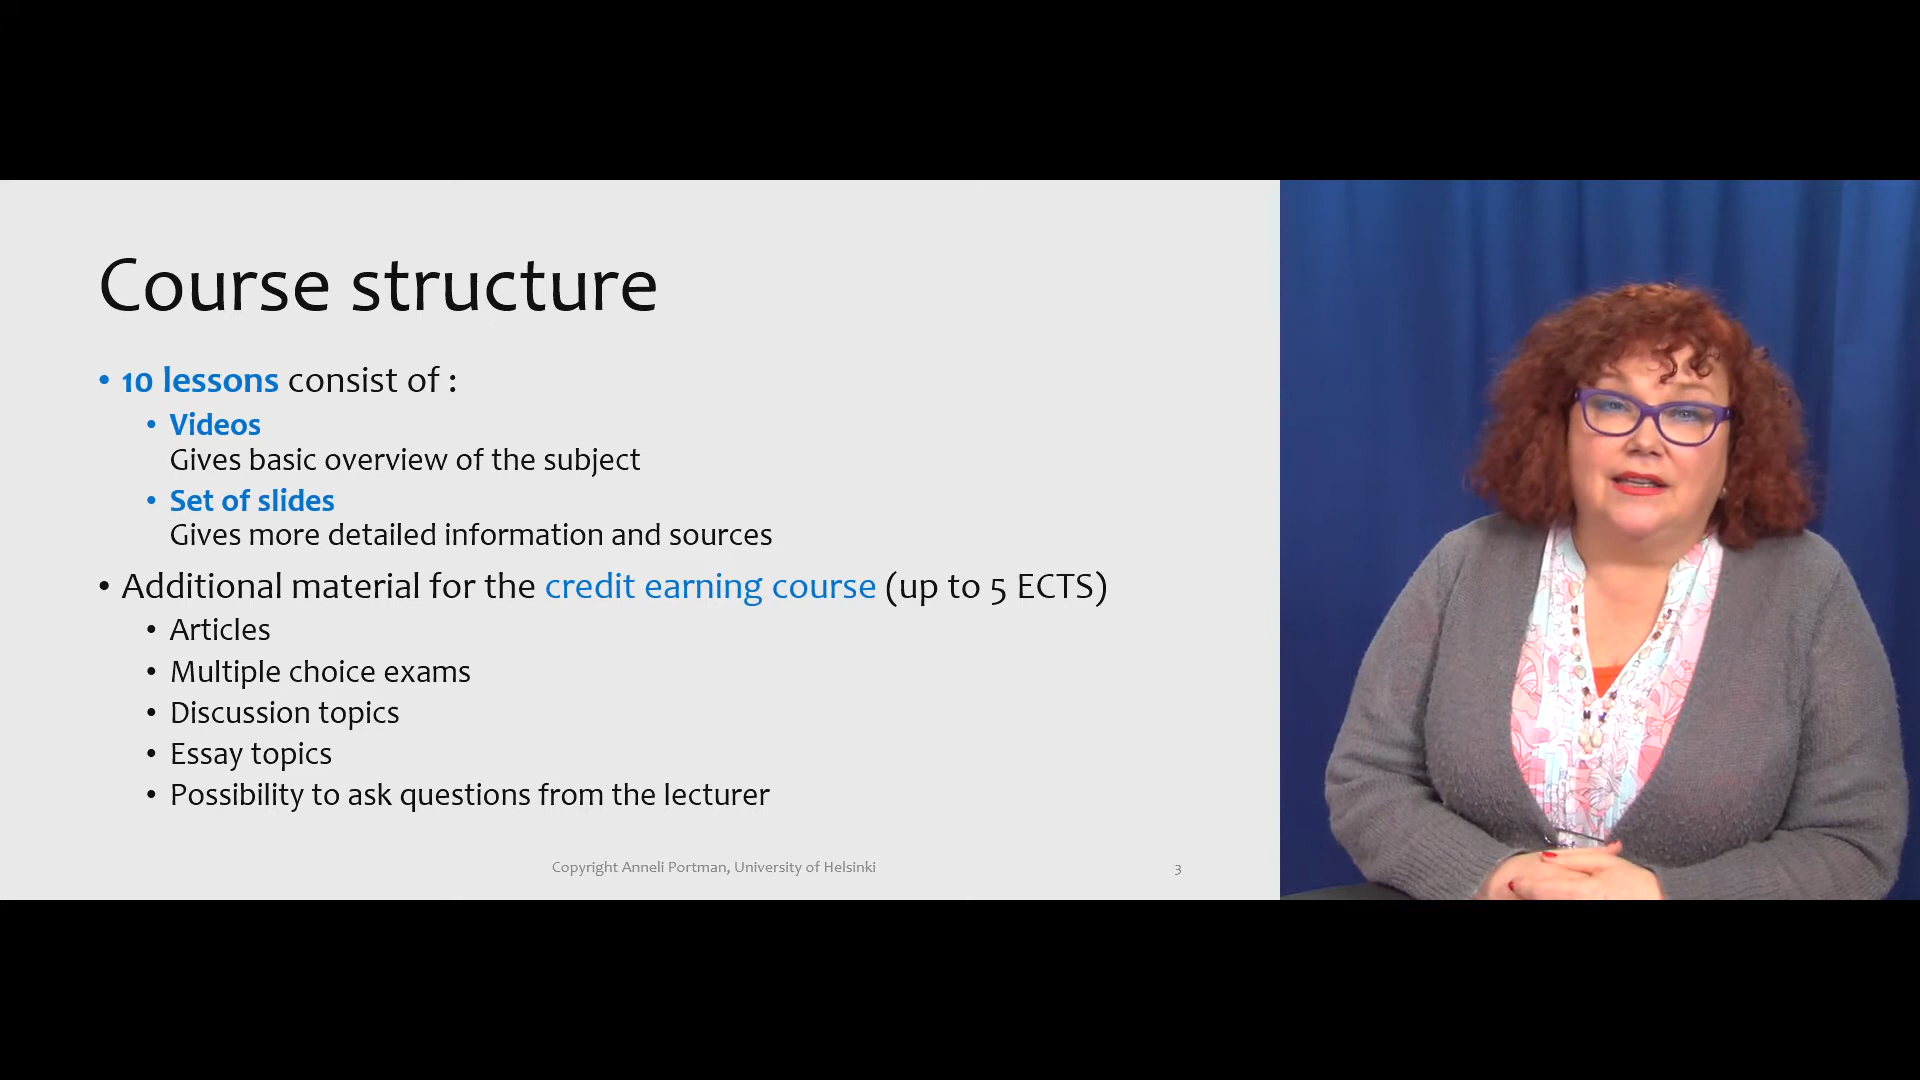 Course structure
• 10 lessons consist of :
• Videos
Gives basic overview of the subject
• Set of slides
Gives more detailed information and sources
• Additional material for the credit earning course (up to 5 ECTS)
• Articles
• Multiple choice exams
• Discussion topics
• Essay topics
• Possibility to ask questions from the lecturer
Copyright Anneli Portman, University of Helsinki
3